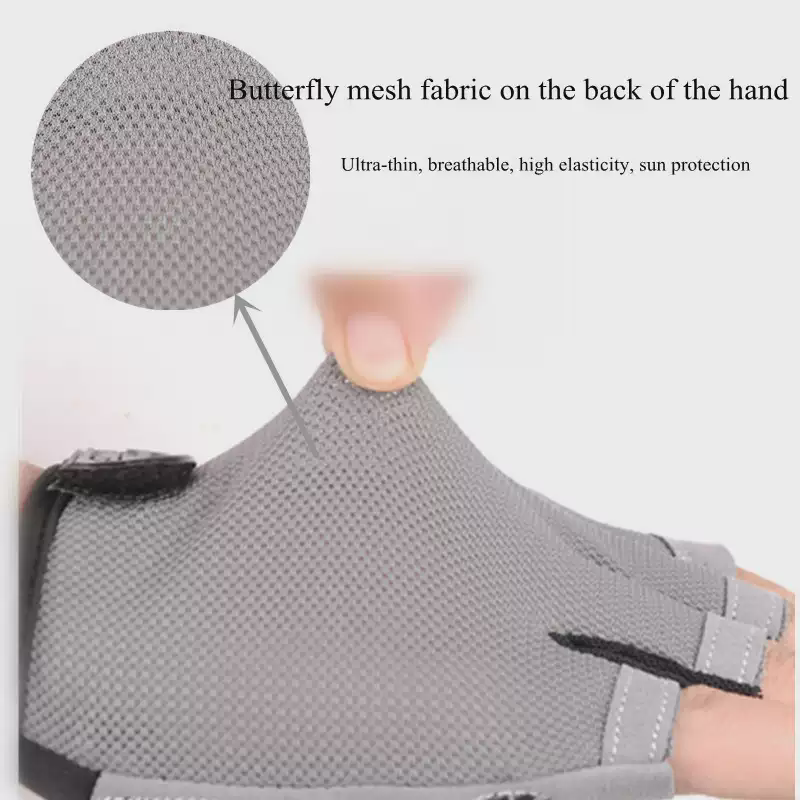 Butterfly mesh fabric on the back of the hand
Ultra-thin, breathable, high elasticity, sun protection